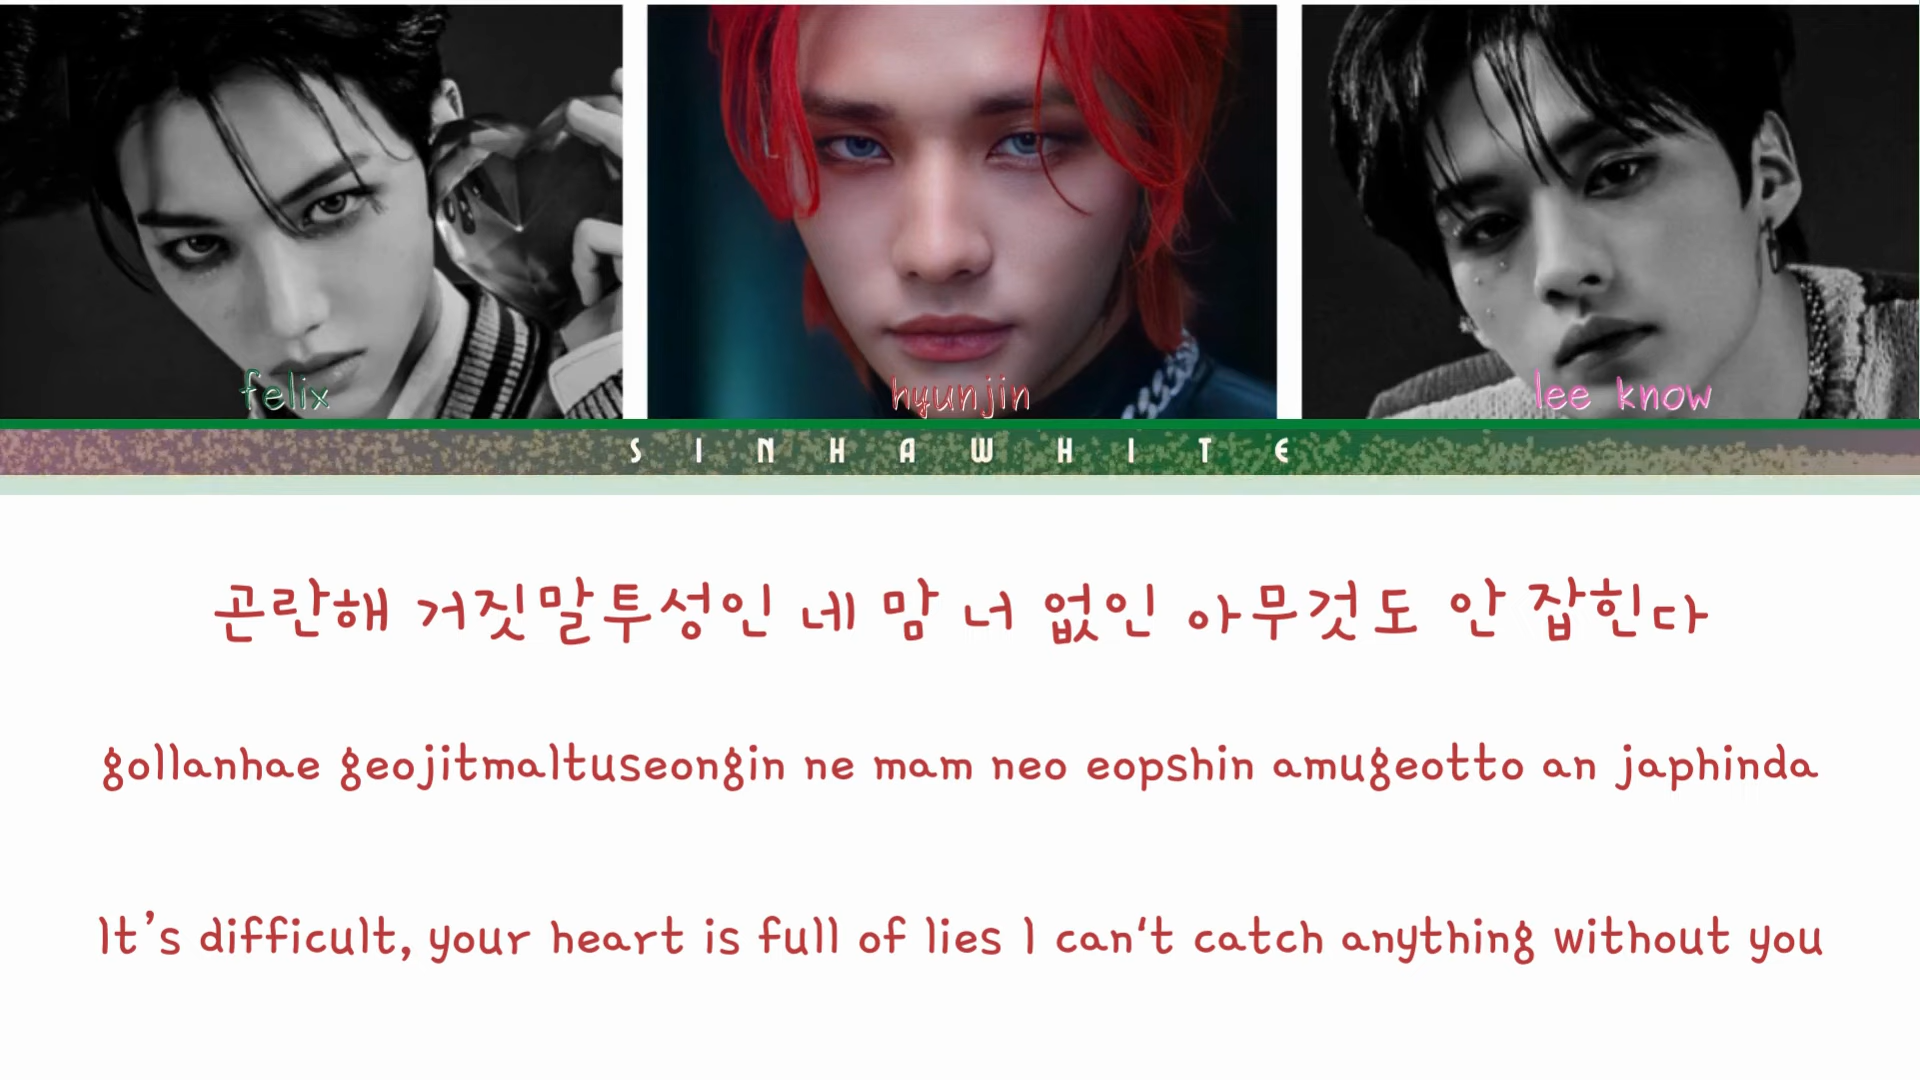 felix
hyunjin
lee know
SINHAWHITE
곤란해 거짓말투성인 네 맘 너 없인 아무것도 안 잡힌다
gollanhae geojitmaltuseongin ne mam neo eopshin amugeotto an japhinda
It’s difficult, your heart is full of lies I can‘t catch anything without you